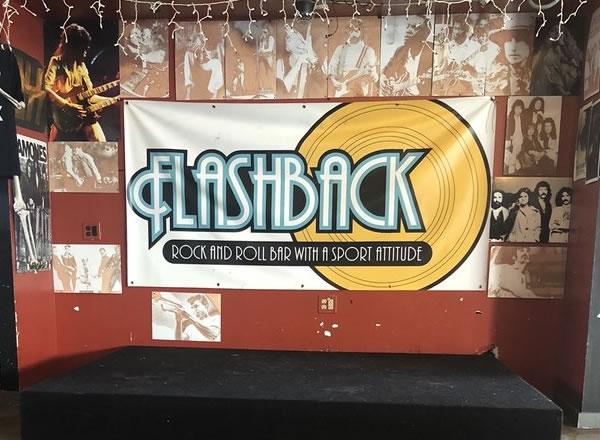 FLASHBACK
ROCK AND ROLL BAR WITH A SPORT ATTITUDE
RAMONES